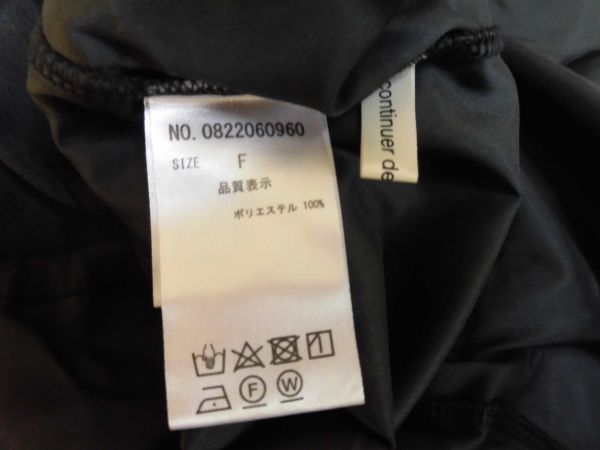 NO. 0822060960
SIZE F
品質表示
ポリエステル 100%
F W
continuer de